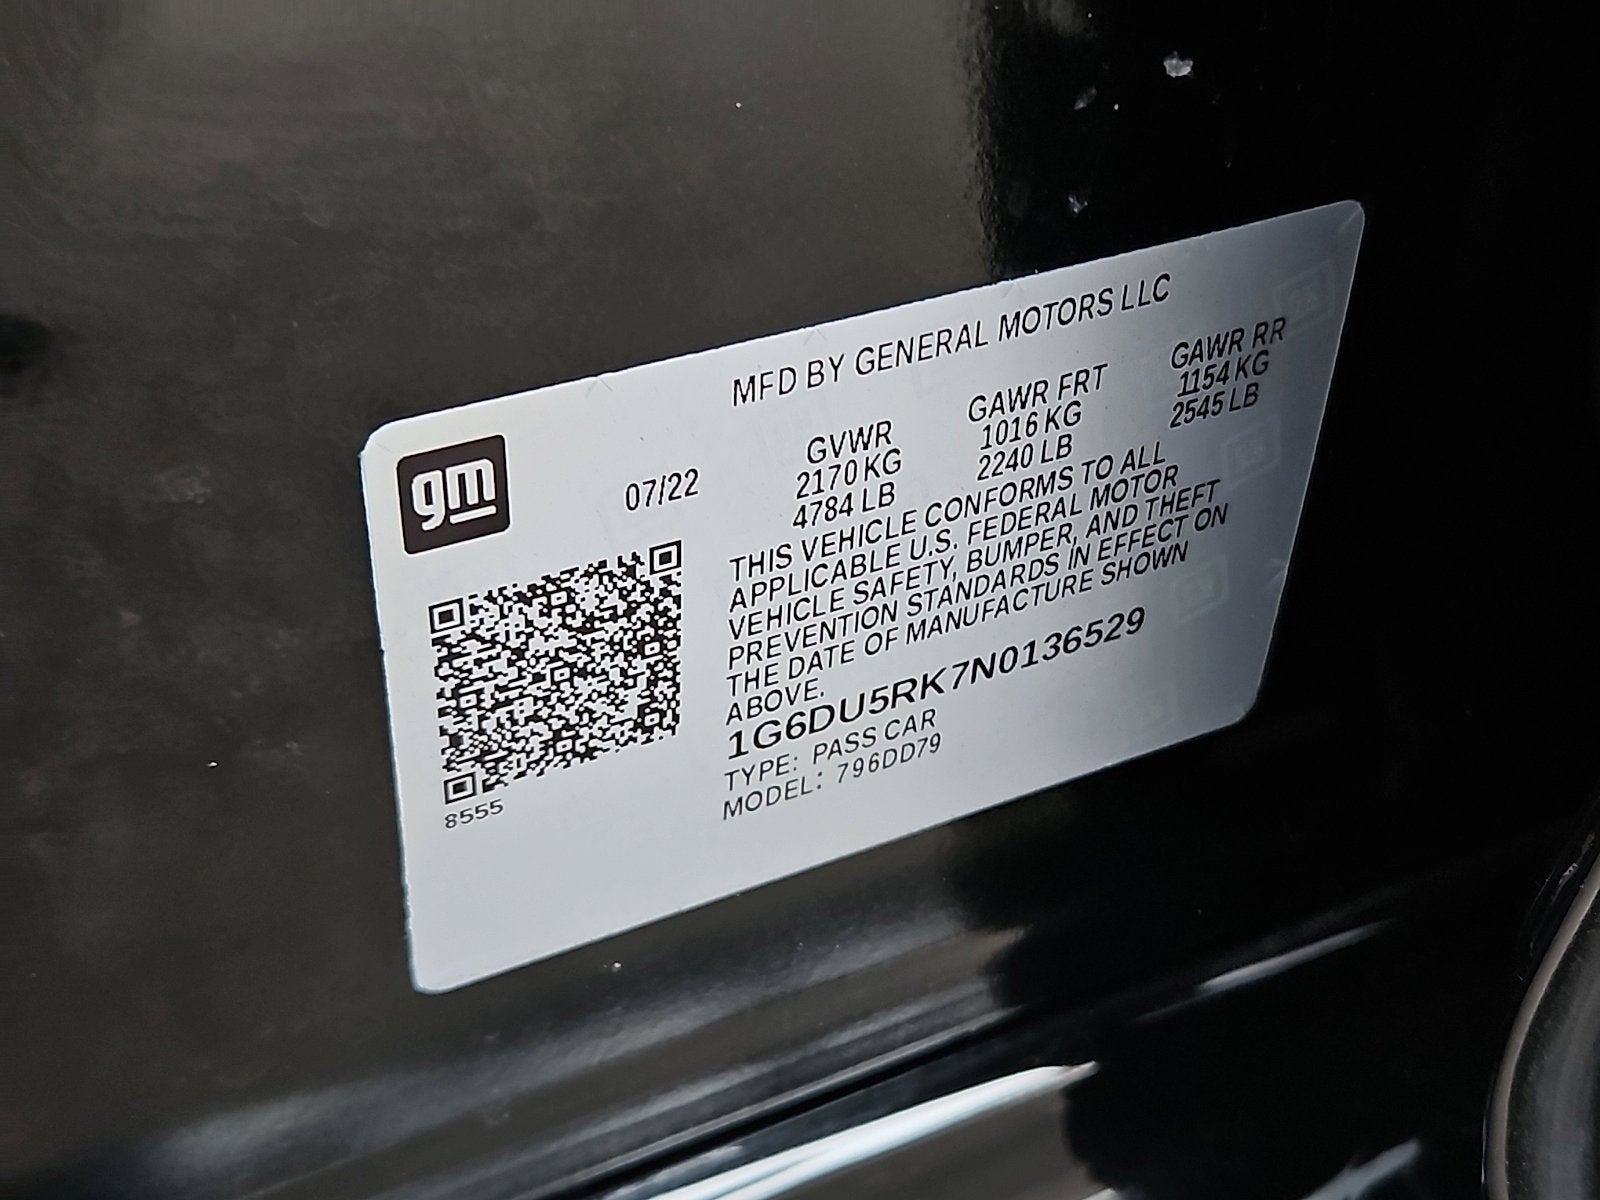 MFD BY GENERAL MOTORS LLC
gm
07/22
GVWR GAWR FRT GAWR RR
2170 KG 1016 KG 1154 KG
4784 LB 2240 LB 2545 LB
THIS VEHICLE CONFORMS TO ALL
APPLICABLE U.S. FEDERAL MOTOR
VEHICLE SAFETY, BUMPER, AND THEFT
PREVENTION STANDARDS IN EFFECT ON
THE DATE OF MANUFACTURE SHOWN
ABOVE.
1G6DU5RK7N0136529
TYPE: PASS CAR
MODEL: 796DD79
8555